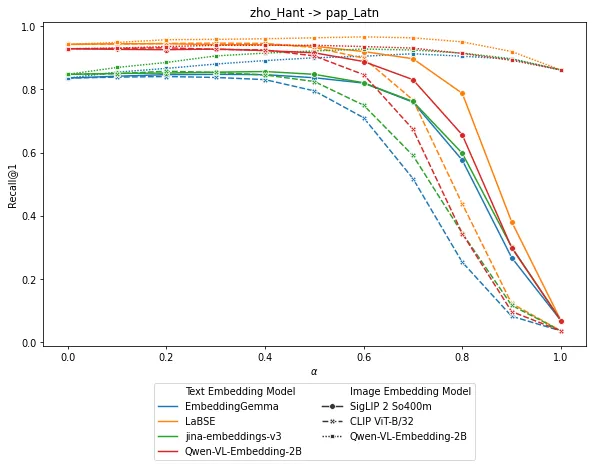 zho_Hant -> pap_Latn
Recall@1
1.0
0.8
0.6
0.4
0.2
0.0
0.0 0.2 0.4 0.6 0.8 1.0
α
Text Embedding Model
EmbeddingGemma
LaBSE
jina-embeddings-v3
Qwen-VL-Embedding-2B
Image Embedding Model
SigLIP 2 So400m
CLIP ViT-B/32
Qwen-VL-Embedding-2B